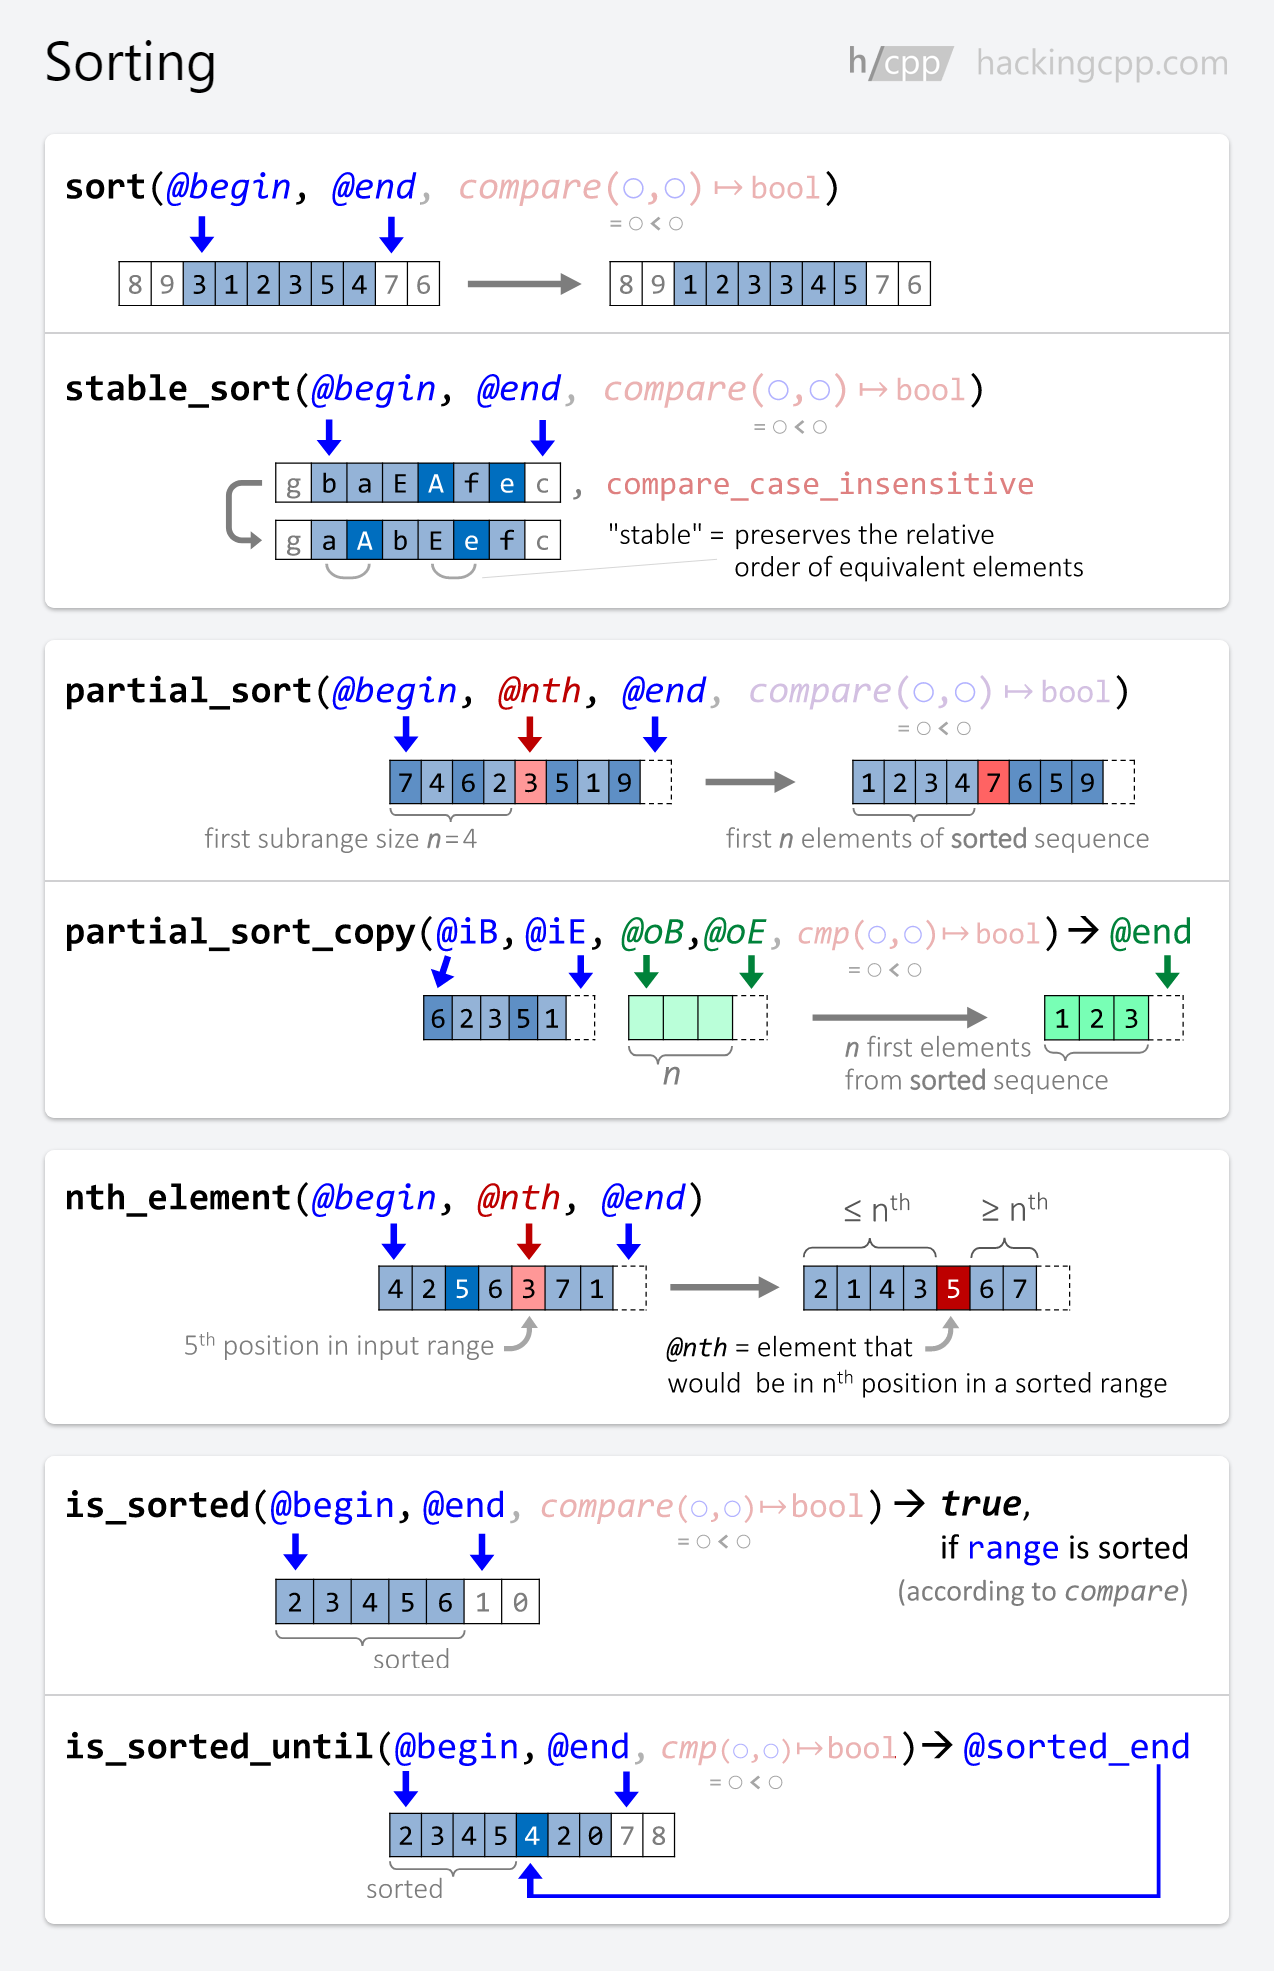 Sorting
h/cpp hackingcpp.com
sort(@begin, @end, compare(○,○)↦bool)
=○<○
8 9 3 1 2 3 5 4 7 6
8 9 1 2 3 3 4 5 7 6
stable_sort(@begin, @end, compare(○,○)↦bool)
=○<○
g b a E A f e c , compare_case_insensitive
g a A b E e f c
"stable" = preserves the relative
order of equivalent elements
partial_sort(@begin, @nth, @end, compare(○,○)↦bool)
=○<○
7 4 6 2 3 5 1 9
1 2 3 4 7 6 5 9
first subrange size n=4
first n elements of sorted sequence
partial_sort_copy(@iB,@iE, @oB,@oE, cmp(○,○)↦bool)→@end
=○<○
6 2 3 5 1
1 2 3
n
n first elements
from sorted sequence
nth_element(@begin, @nth, @end)
≤ nth
≥ nth
4 2 5 6 3 7 1
2 1 4 3 5 6 7
5th position in input range
@nth = element that
would be in nth position in a sorted range
is_sorted(@begin,@end, compare(○,○)↦bool)→ true,
=○<○
if range is sorted
(according to compare)
2 3 4 5 6 1 0
sorted
is_sorted_until(@begin,@end, cmp(○,○)↦bool)→@sorted_end
=○<○
2 3 4 5 4 2 0 7 8
sorted